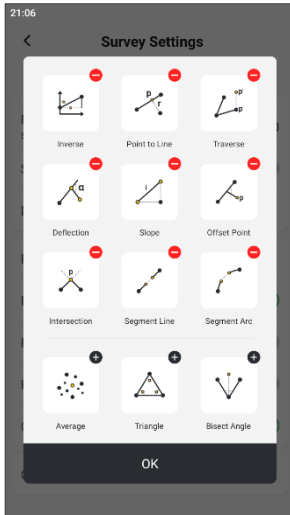 21:06
Survey Settings
Inverse
Point to Line
Traverse
Deflection
Slope
Offset Point
Intersection
Segment Line
Segment Arc
Average
Triangle
Bisect Angle
OK